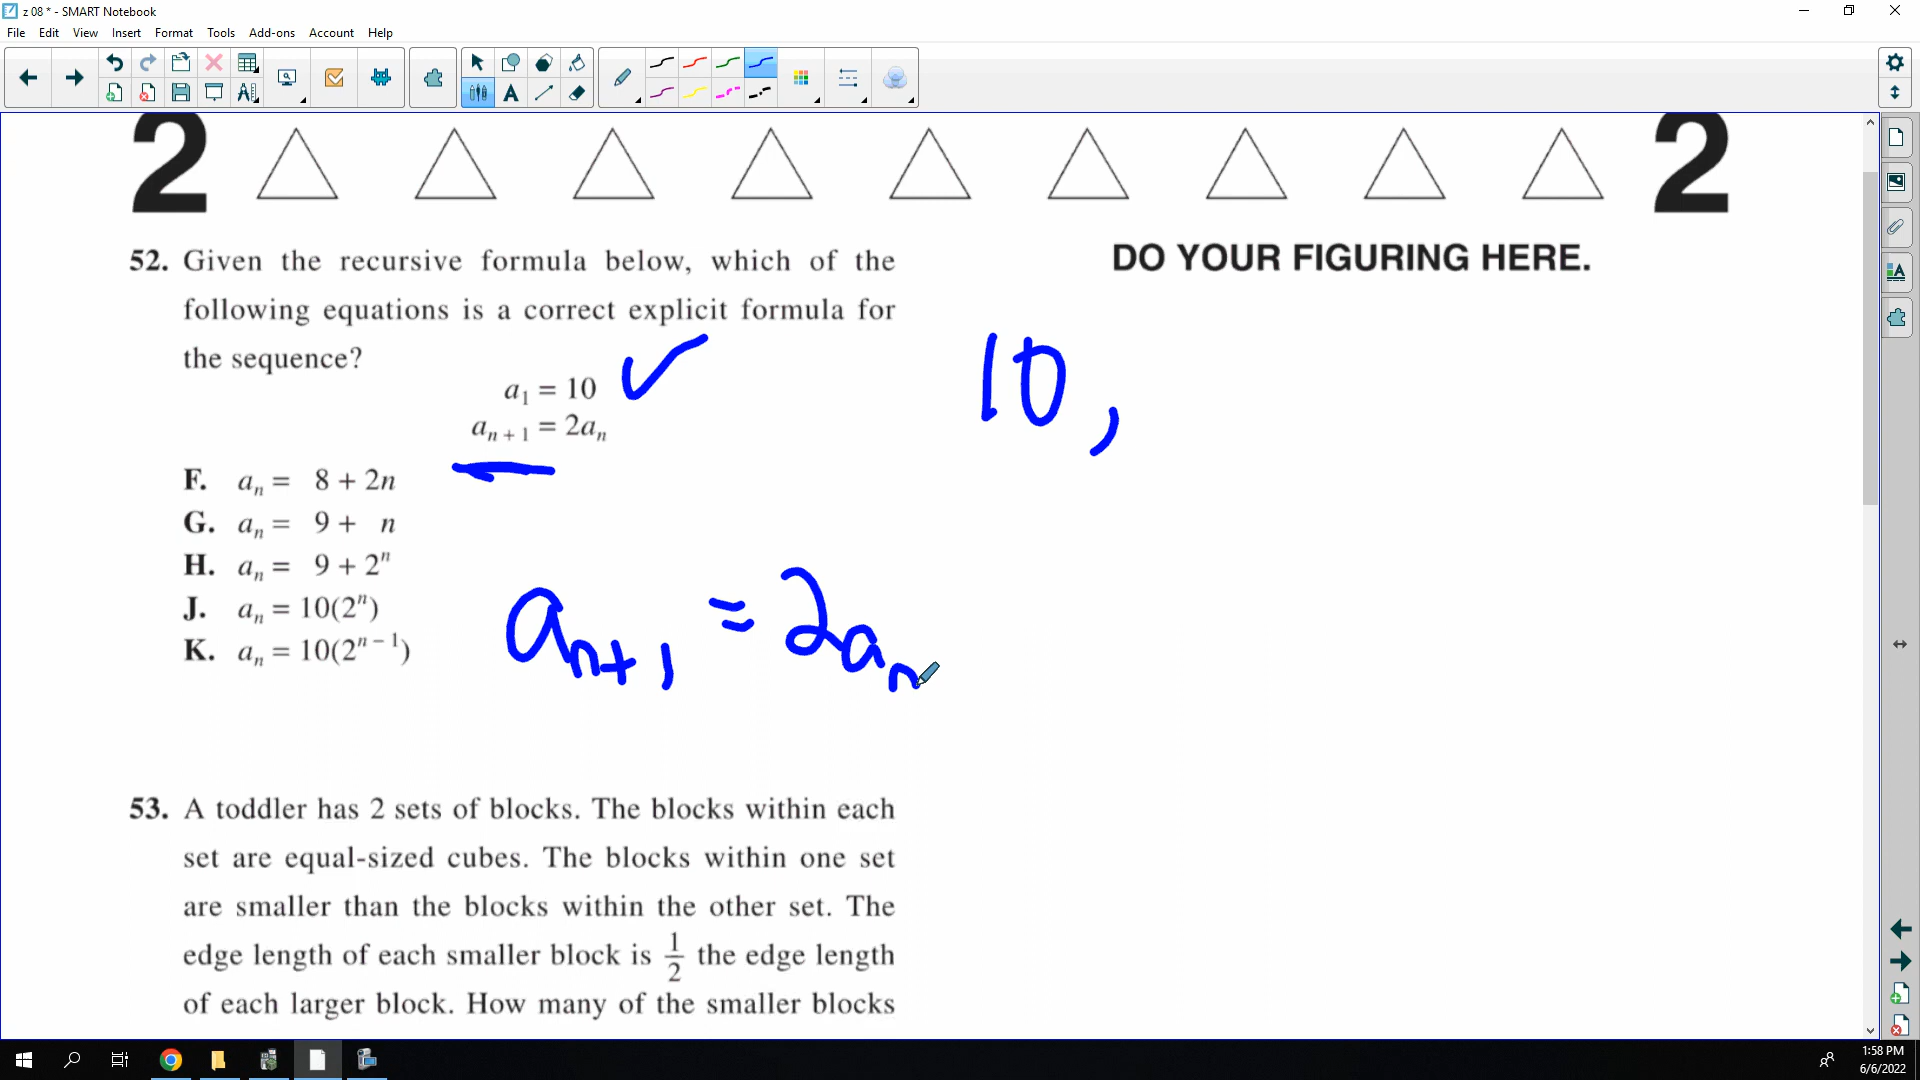 z 08 * - SMART Notebook
File Edit View Insert Format Tools Add-ons Account Help
2 2
52. Given the recursive formula below, which of the
following equations is a correct explicit formula for
the sequence?
a₁ = 10
aₙ₊₁ = 2aₙ
F. aₙ = 8 + 2n
G. aₙ = 9 + n
H. aₙ = 9 + 2ⁿ
J. aₙ = 10(2ⁿ)
K. aₙ = 10(2ⁿ⁻¹)
DO YOUR FIGURING HERE.
10,
aₙ₊₁ = 2aₙ
53. A toddler has 2 sets of blocks. The blocks within each
set are equal-sized cubes. The blocks within one set
are smaller than the blocks within the other set. The
edge length of each smaller block is 1/2 the edge length
of each larger block. How many of the smaller blocks
1:58 PM
6/6/2022